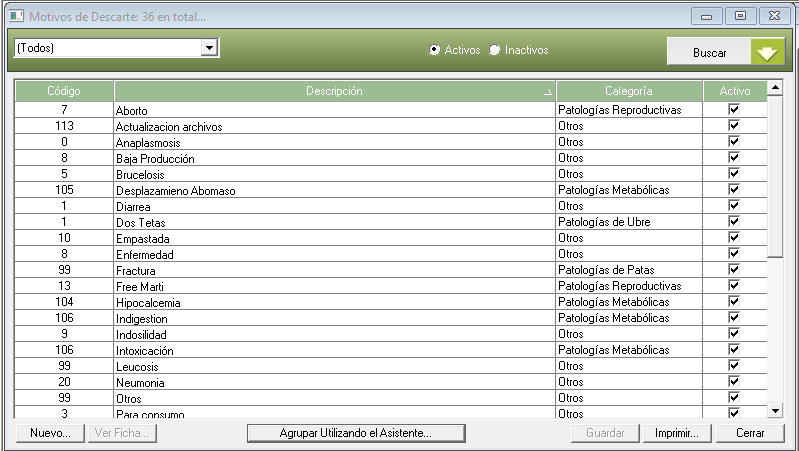 Motivos de Descarte: 36 en total...
(Todos) Activos Inactivos Buscar
Código Descripción Categoría Activo
7 Aborto Patologías Reproductivas
113 Actualizacion archivos Otros
0 Anaplasmosis Otros
8 Baja Producción Otros
5 Brucelosis Otros
105 Desplazamieno Abomaso Patologías Metabólicas
1 Diarrea Otros
1 Dos Tetas Patologías de Ubre
10 Empastada Otros
8 Enfermedad Otros
99 Fractura Patologías de Patas
13 Free Marti Patologías Reproductivas
104 Hipocalcemia Patologías Metabólicas
106 Indigestion Patologías Metabólicas
9 Indosilidad Otros
106 Intoxicación Patologías Metabólicas
99 Leucosis Otros
20 Neumonia Otros
99 Otros Otros
3 Para consumo Otros
Nuevo... Ver Ficha... Agrupar Utilizando el Asistente... Guardar Imprimir... Cerrar